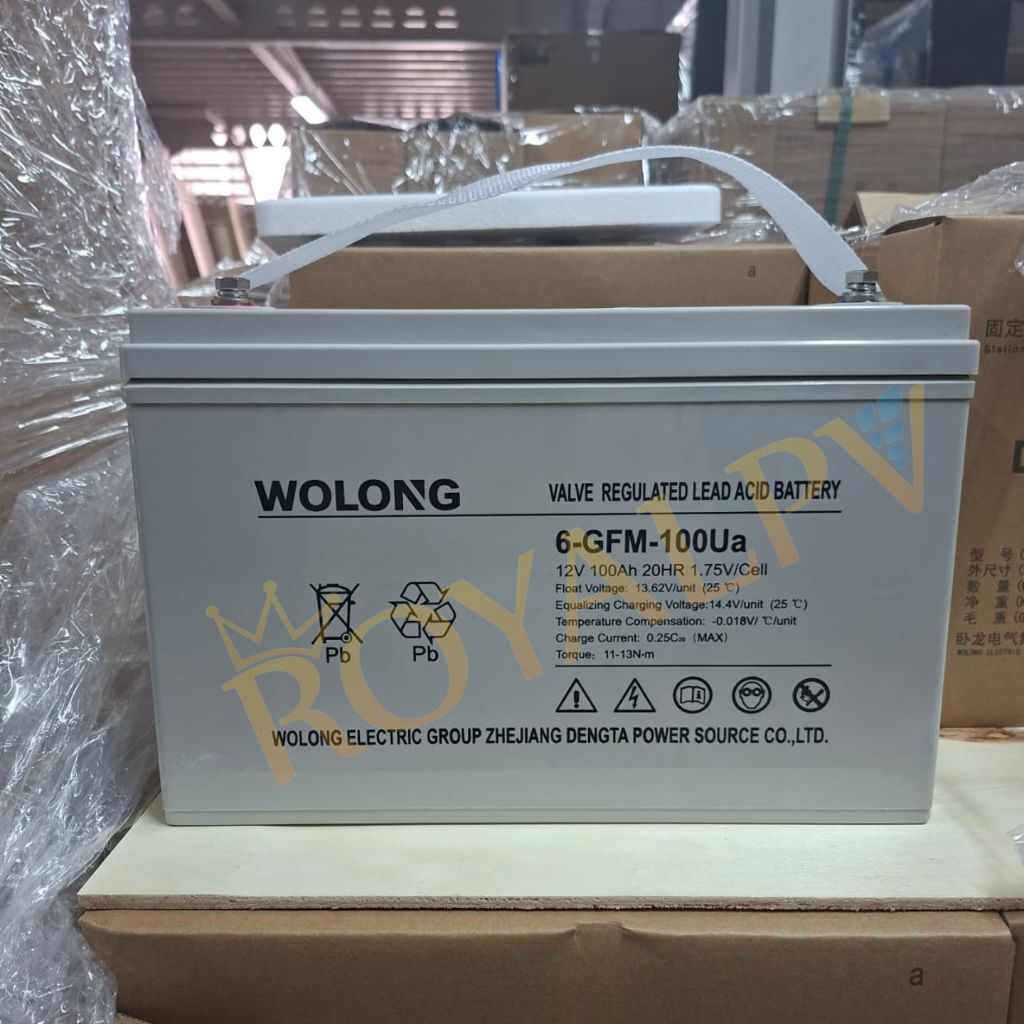 a
固定
Station
WOLONG
VALVE REGULATED LEAD ACID BATTERY
6-GFM-100Ua
12V 100Ah 20HR 1.75V/Cell
Float Voltage: 13.62V/unit (25 ℃)
Equalizing Charging Voltage:14.4V/unit (25 ℃)
Temperature Compensation: -0.018V/ ℃/unit
Charge Current: 0.25C₂₀ (MAX)
Torque: 11-13N·m
Pb
Pb
WOLONG ELECTRIC GROUP ZHEJIANG DENGTA POWER SOURCE CO.,LTD.
ROYAL PV
型 号
外尺寸
数 量
净 重
毛 重
卧龙电气
WOLONG ELECTRIC
a